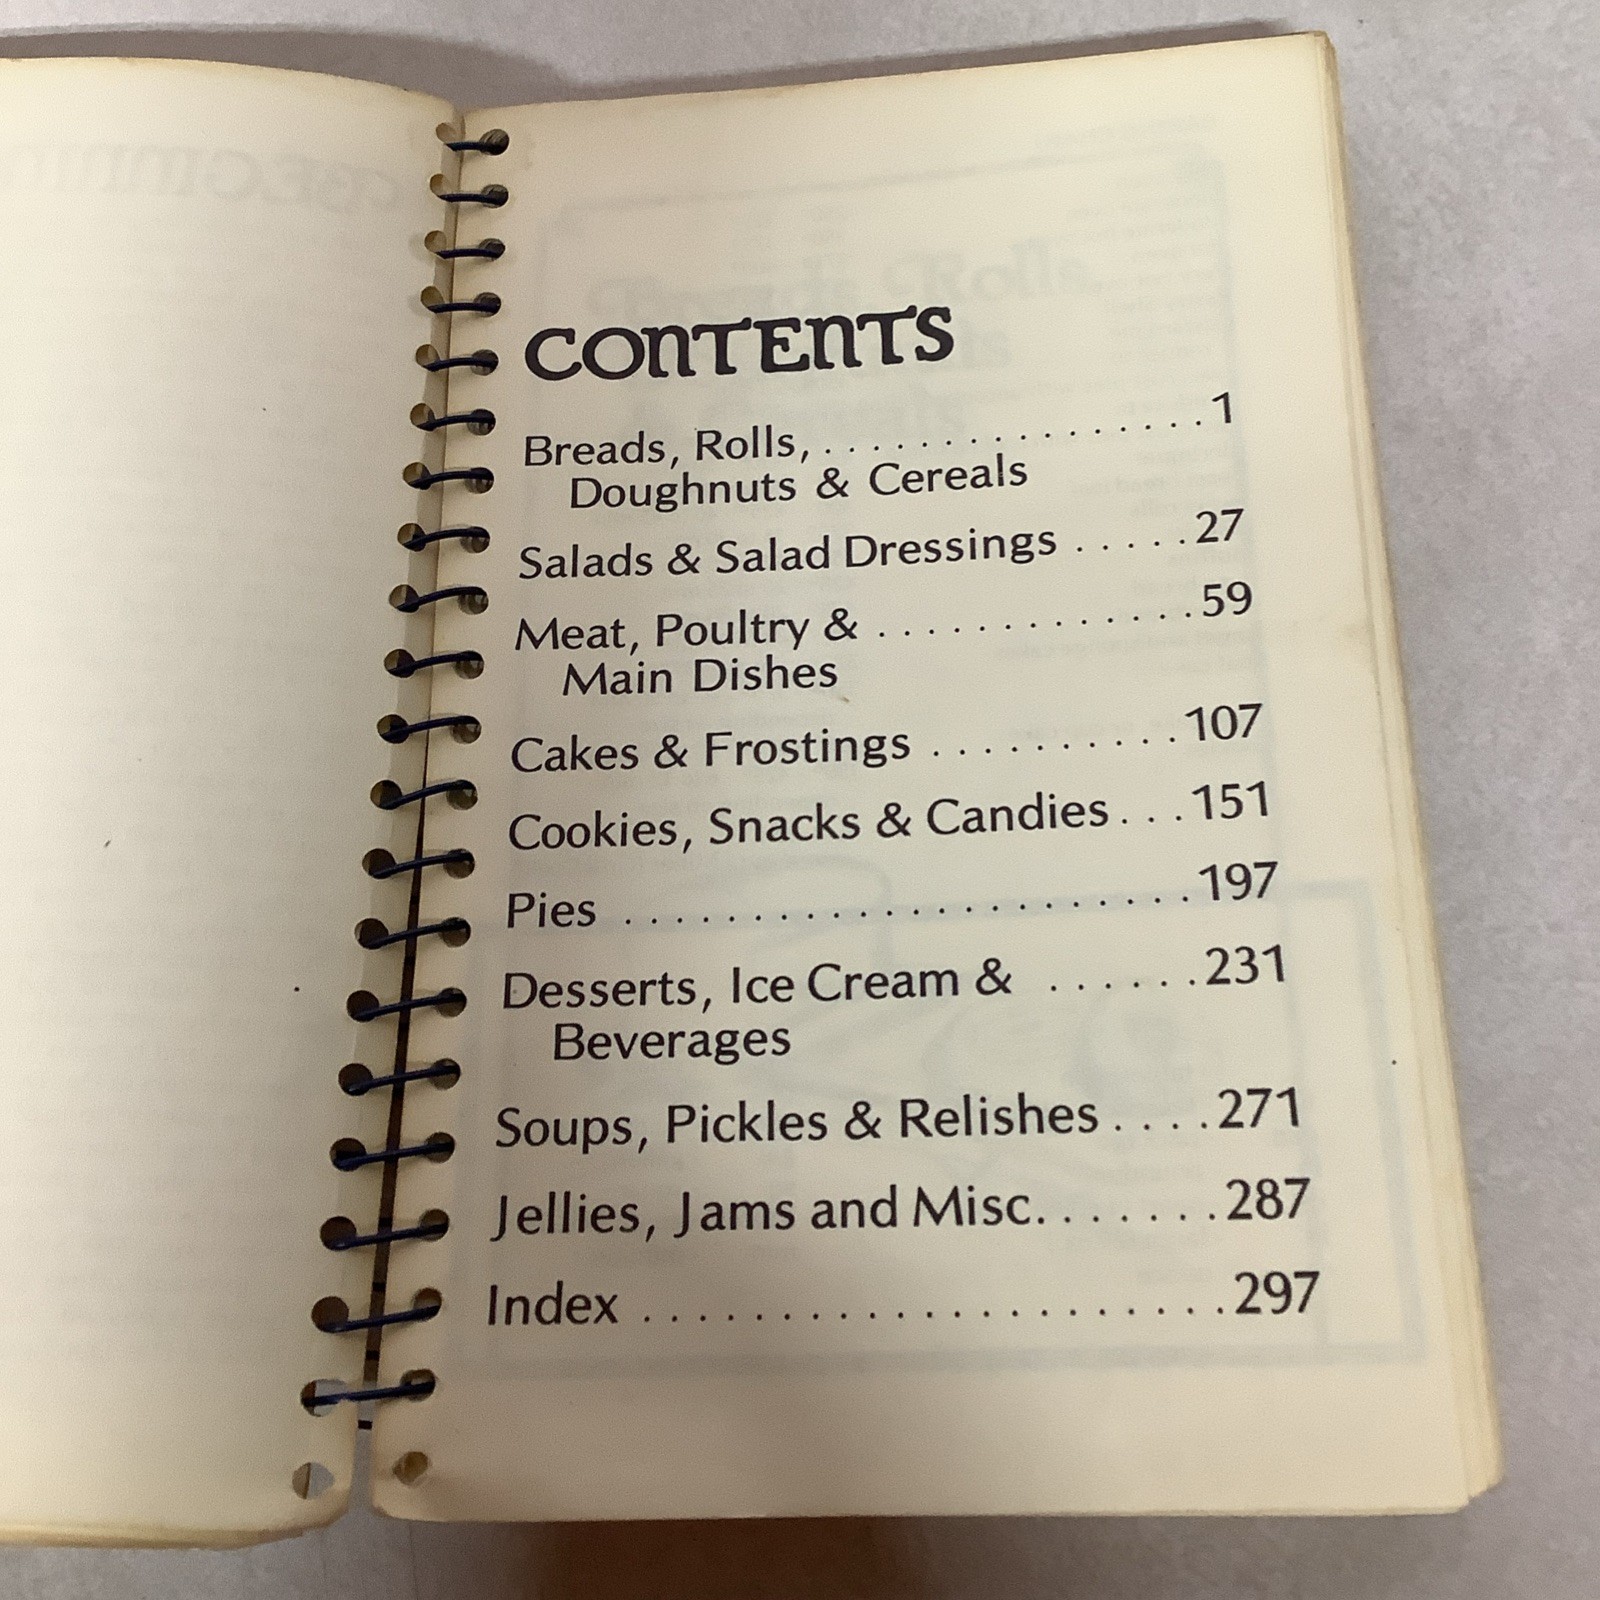 CONTENTS
Breads, Rolls, . . . . . . . . . . . . . . . . 1
Doughnuts & Cereals
Salads & Salad Dressings . . . . . 27
Meat, Poultry & . . . . . . . . . . . . . 59
Main Dishes
Cakes & Frostings . . . . . . . . . . 107
Cookies, Snacks & Candies . . . 151
Pies . . . . . . . . . . . . . . . . . . . . . . 197
Desserts, Ice Cream & . . . . . . 231
Beverages
Soups, Pickles & Relishes . . . . 271
Jellies, Jams and Misc. . . . . . . . 287
Index . . . . . . . . . . . . . . . . . . . . . 297